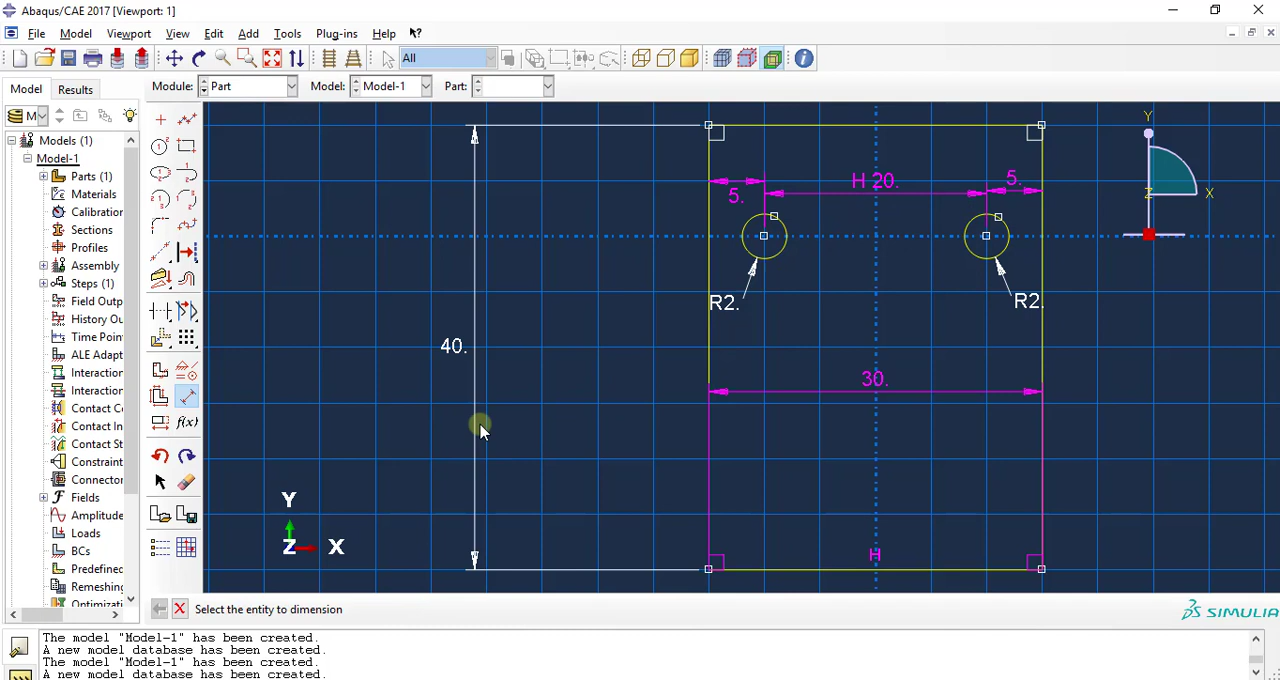 Abaqus/CAE 2017 [Viewport: 1]
File Model Viewport View Edit Add Tools Plug-ins Help
All
Model Results
Module: Part Model: Model-1 Part:
M
Models (1)
Model-1
Parts (1)
Materials
Calibration
Sections
Profiles
Assembly
Steps (1)
Field Outp
History Ou
Time Point
ALE Adapt
Interaction
Interaction
Contact Co
Contact In
Contact St
Constraint
Connector
Fields
Amplitude
Loads
BCs
Predefined
Remeshing
Optimizatio
f(x)
Y
Z X
5. H 20. 5.
R2. R2.
40.
30.
H
Y
Z X
Select the entity to dimension
SIMULIA
The model "Model-1" has been created.
A new model database has been created.
The model "Model-1" has been created.
A new model database has been created.